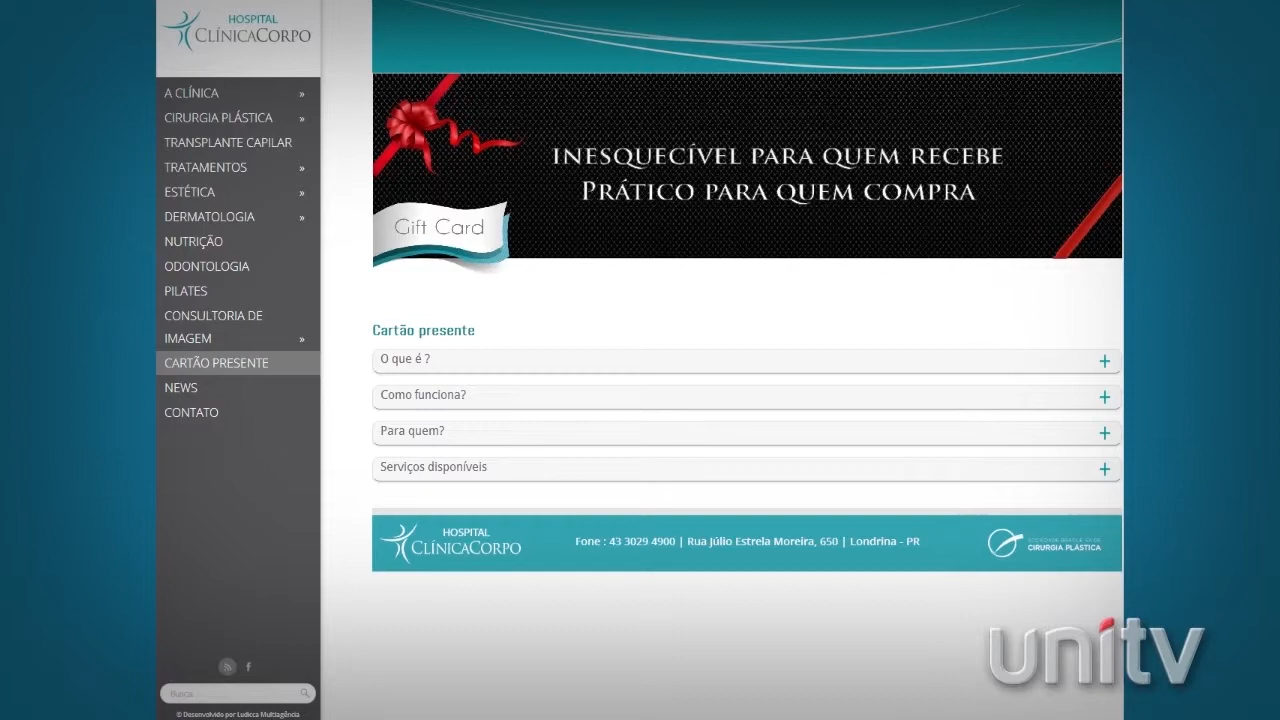 HOSPITAL
CLÍNICACORPO
A CLÍNICA »
CIRURGIA PLÁSTICA »
TRANSPLANTE CAPILAR
TRATAMENTOS »
ESTÉTICA »
DERMATOLOGIA »
NUTRIÇÃO
ODONTOLOGIA
PILATES
CONSULTORIA DE
IMAGEM »
CARTÃO PRESENTE
NEWS
CONTATO
Busca
© Desenvolvido por Ludicca Multiagência
INESQUECÍVEL PARA QUEM RECEBE
PRÁTICO PARA QUEM COMPRA
Gift Card
Cartão presente
O que é ? +
Como funciona? +
Para quem? +
Serviços disponíveis +
HOSPITAL
CLÍNICACORPO
Fone : 43 3029 4900 | Rua Júlio Estrela Moreira, 650 | Londrina - PR
CIRURGIA PLÁSTICA
unitv